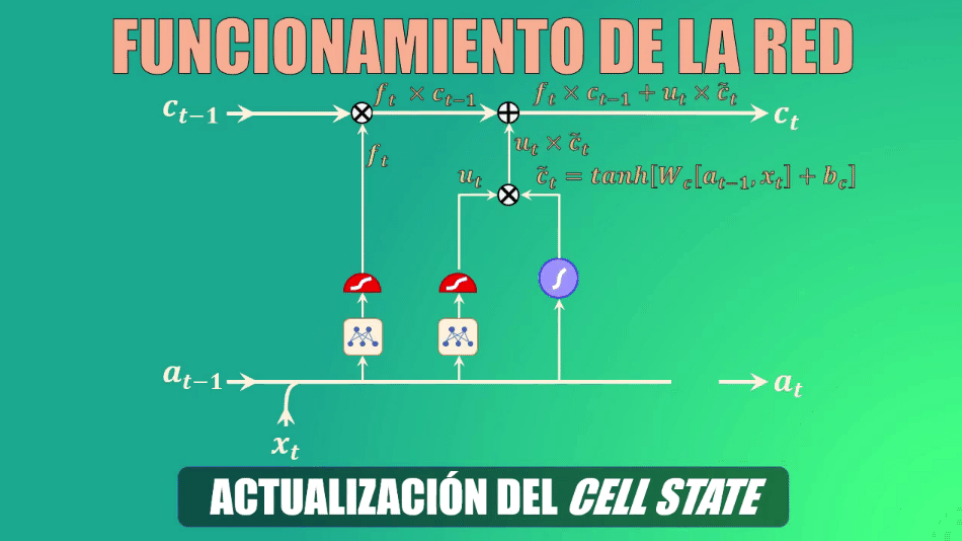 FUNCIONAMIENTO DE LA RED
c_{t-1} f_t × c_{t-1} f_t × c_{t-1} + u_t × c̃_t c_t
f_t u_t × c̃_t
u_t c̃_t = tanh[W_c[a_{t-1}, x_t] + b_c]
a_{t-1} a_t
x_t
ACTUALIZACIÓN DEL CELL STATE